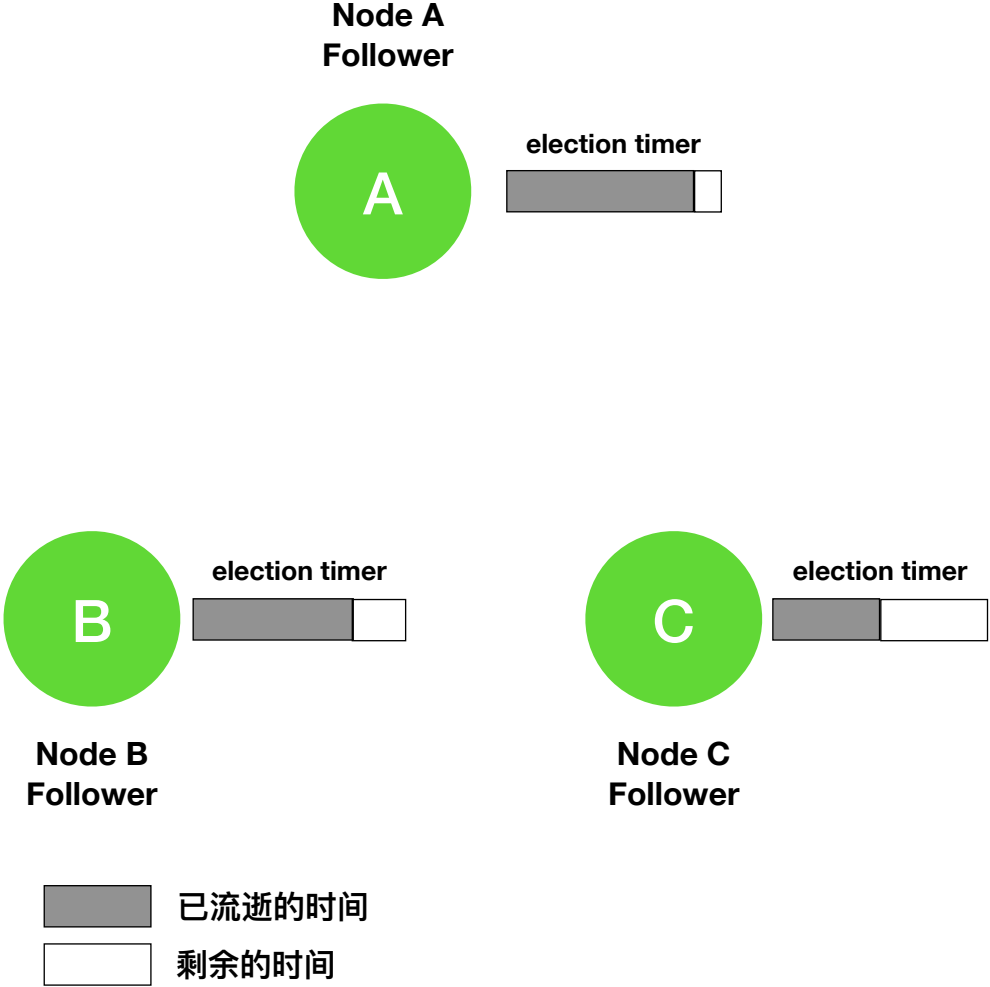 Node A
Follower
A
election timer
B
election timer
C
election timer
Node B
Follower
Node C
Follower
已流逝的时间
剩余的时间